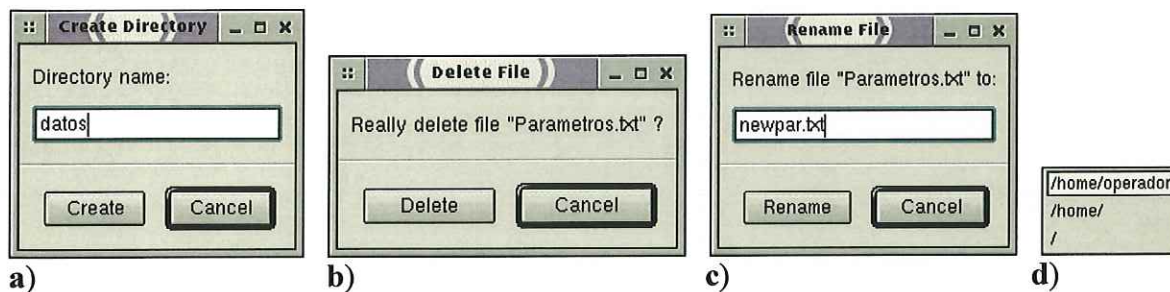 Create Directory
Directory name:
datos
Create Cancel
a)
Delete File
Really delete file "Parametros.txt" ?
Delete Cancel
b)
Rename File
Rename file "Parametros.txt" to:
newpar.txt
Rename Cancel
c)
/home/operador
/home/
/
d)